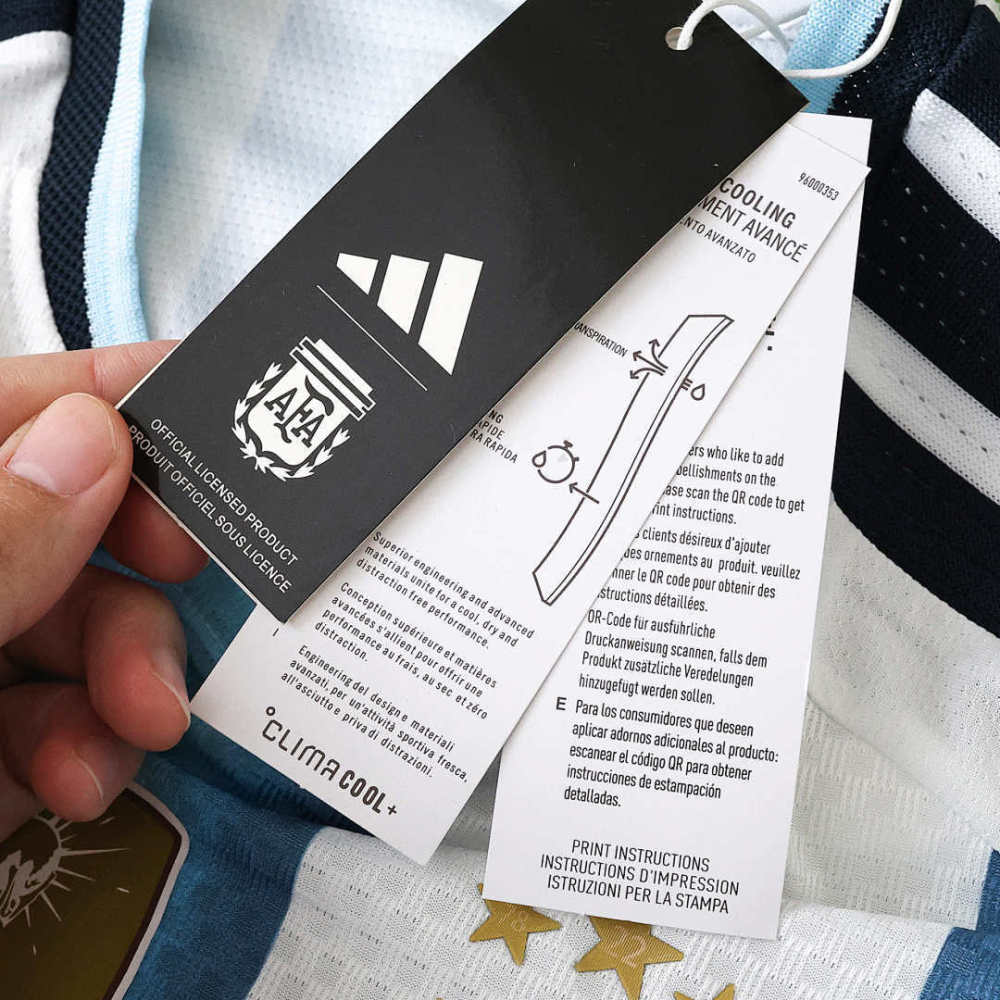 AFA
OFFICIAL LICENSED PRODUCT
PRODUIT OFFICIEL SOUS LICENCE
96000353
COOLING
MENT AVANCÉ
NTO AVANZATO
ANSPIRATION
NG
APIDE
RA RAPIDA
Superior engineering and advanced
materials unite for a cool, dry and
distraction free performance.
Conception supérieure et matières
avancées s'allient pour offrir une
performance au frais, au sec et zéro
distraction.
Engineering del design e materiali
avanzati, per un'attività sportiva fresca,
all'asciutto e priva di distrazioni.
CLIMACOOL+
ers who like to add
bellishments on the
ase scan the QR code to get
rint instructions.
clients désireux d'ajouter
des ornements au produit. veuillez
nner le QR code pour obtenir des
structions détaillées.
QR-Code für ausführliche
Druckanweisung scannen, falls dem
Produkt zusätzliche Veredelungen
hinzugefügt werden sollen.
E Para los consumidores que deseen
aplicar adornos adicionales al producto:
escanear el código QR para obtener
instrucciones de estampación
detalladas.
PRINT INSTRUCTIONS
INSTRUCTIONS D'IMPRESSION
ISTRUZIONI PER LA STAMPA